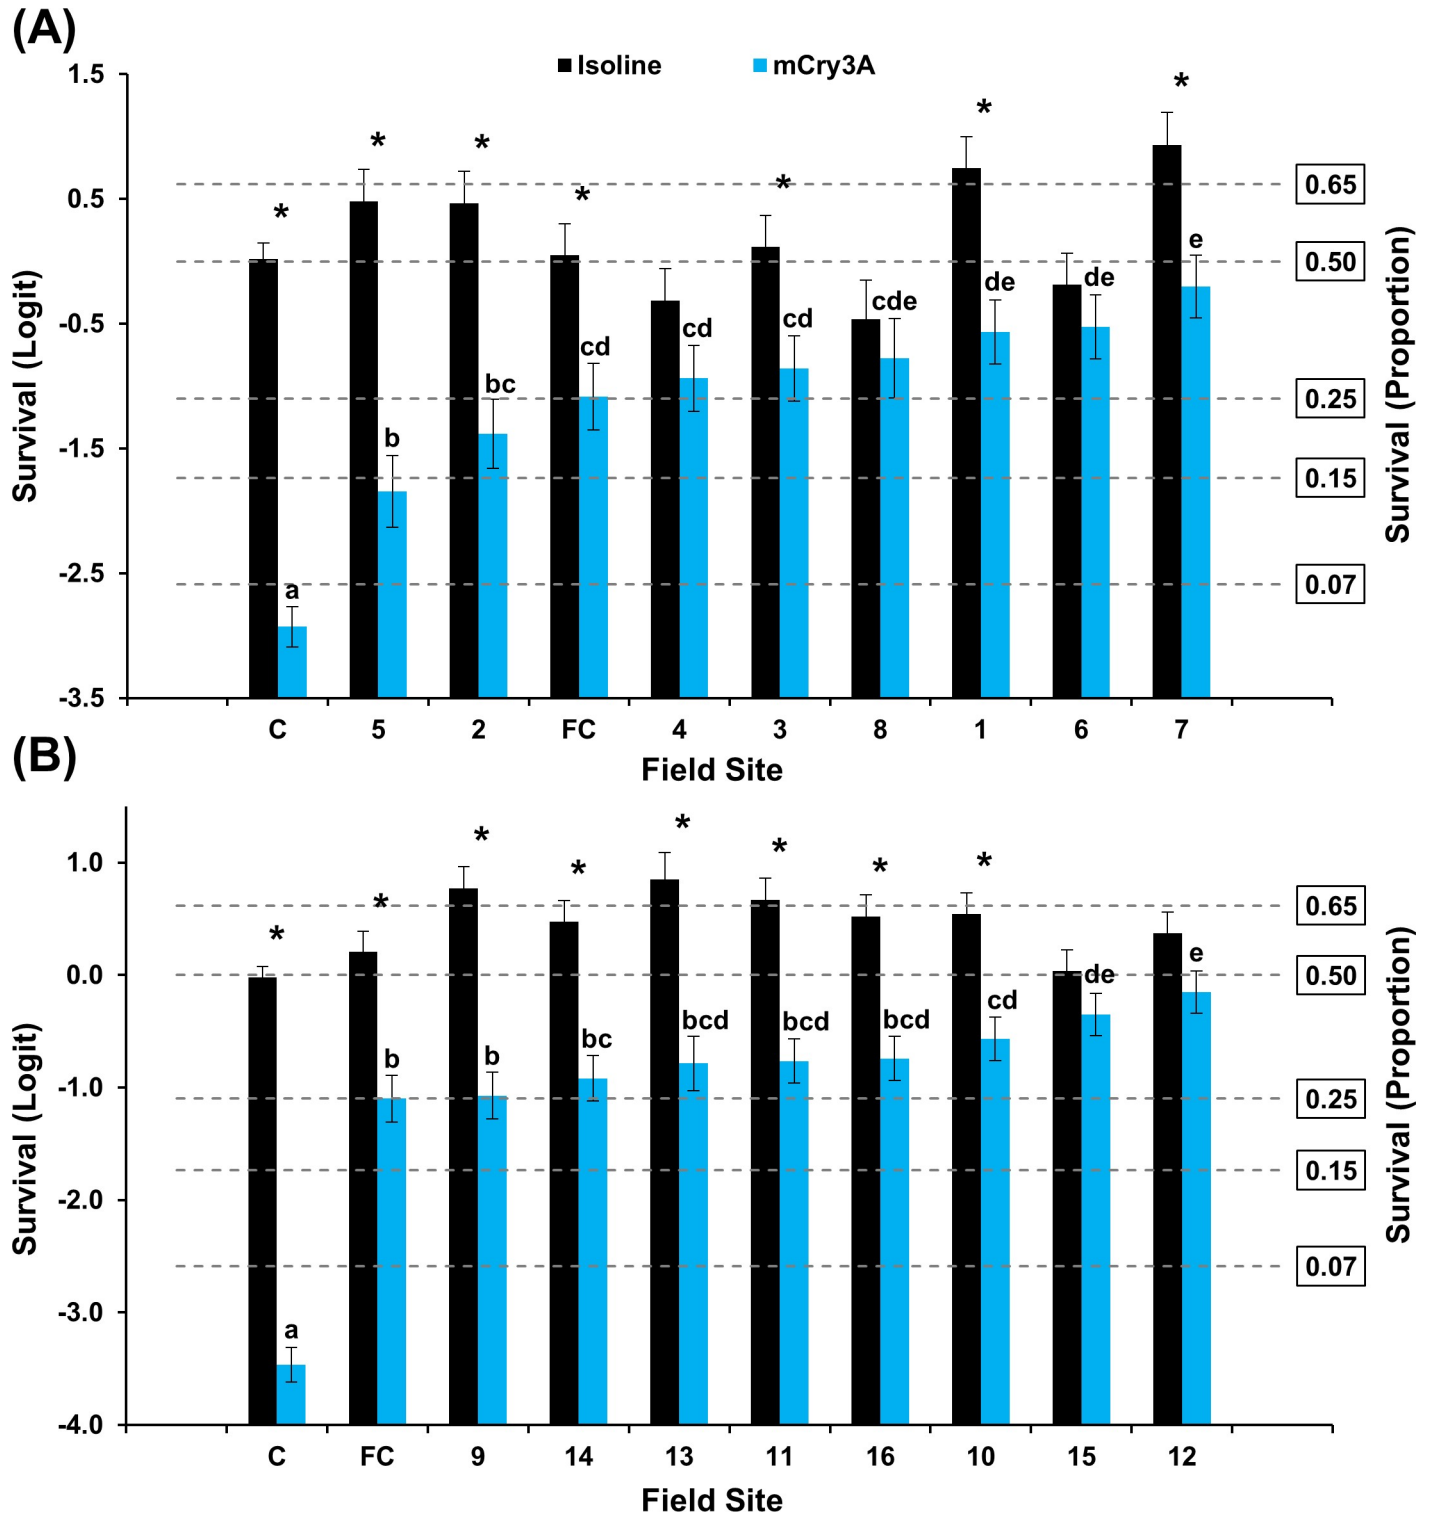 (A)
Isoline mCry3A
1.5
0.5
-0.5
-1.5
-2.5
-3.5
Survival (Logit)
* * * * * * *
a b bc cd cd cd cde de de e
0.65
0.50
0.25
0.15
0.07
Survival (Proportion)
C 5 2 FC 4 3 8 1 6 7
Field Site
(B)
1.0
0.0
-1.0
-2.0
-3.0
-4.0
Survival (Logit)
* * * * * * * *
a b b bc bcd bcd bcd cd de e
0.65
0.50
0.25
0.15
0.07
Survival (Proportion)
C FC 9 14 13 11 16 10 15 12
Field Site